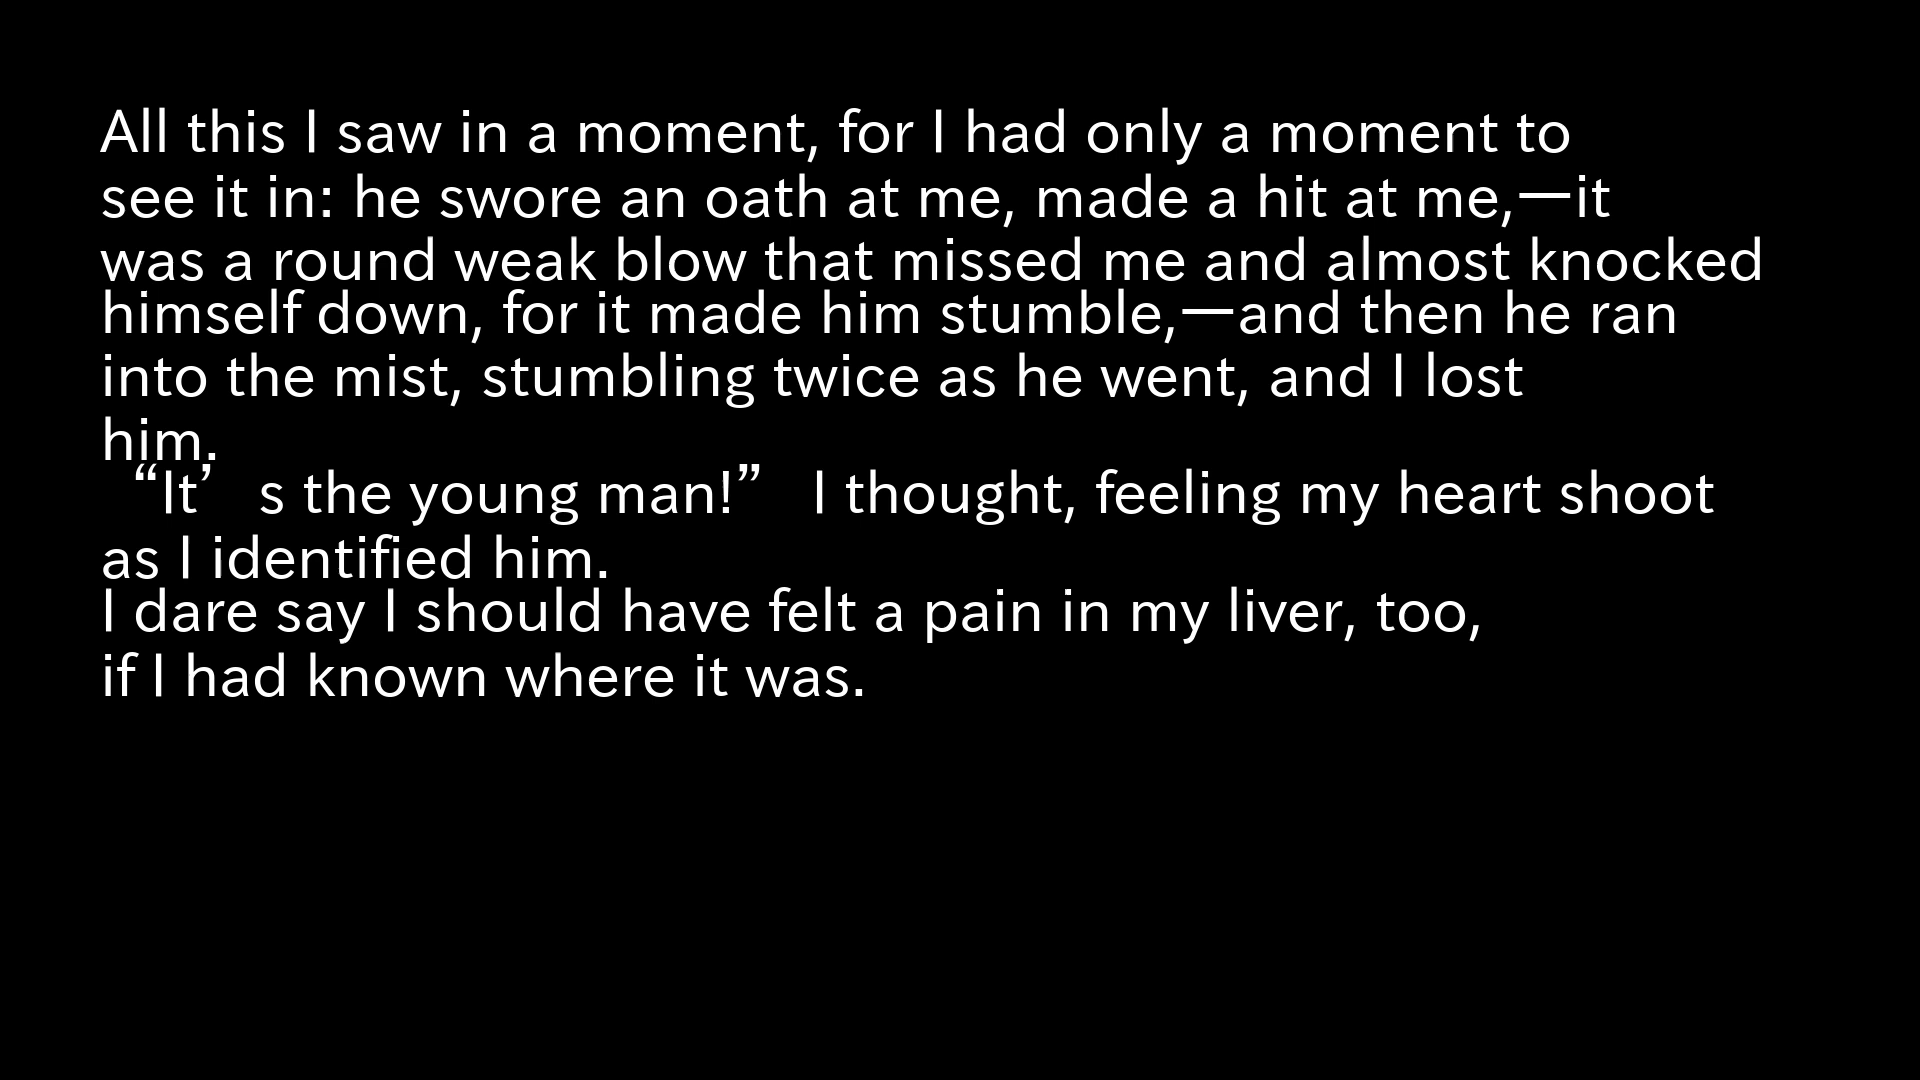 All this I saw in a moment, for I had only a moment to
see it in: he swore an oath at me, made a hit at me,—it
was a round weak blow that missed me and almost knocked
himself down, for it made him stumble,—and then he ran
into the mist, stumbling twice as he went, and I lost
him.
“It’s the young man!” I thought, feeling my heart shoot
as I identified him.
I dare say I should have felt a pain in my liver, too,
if I had known where it was.